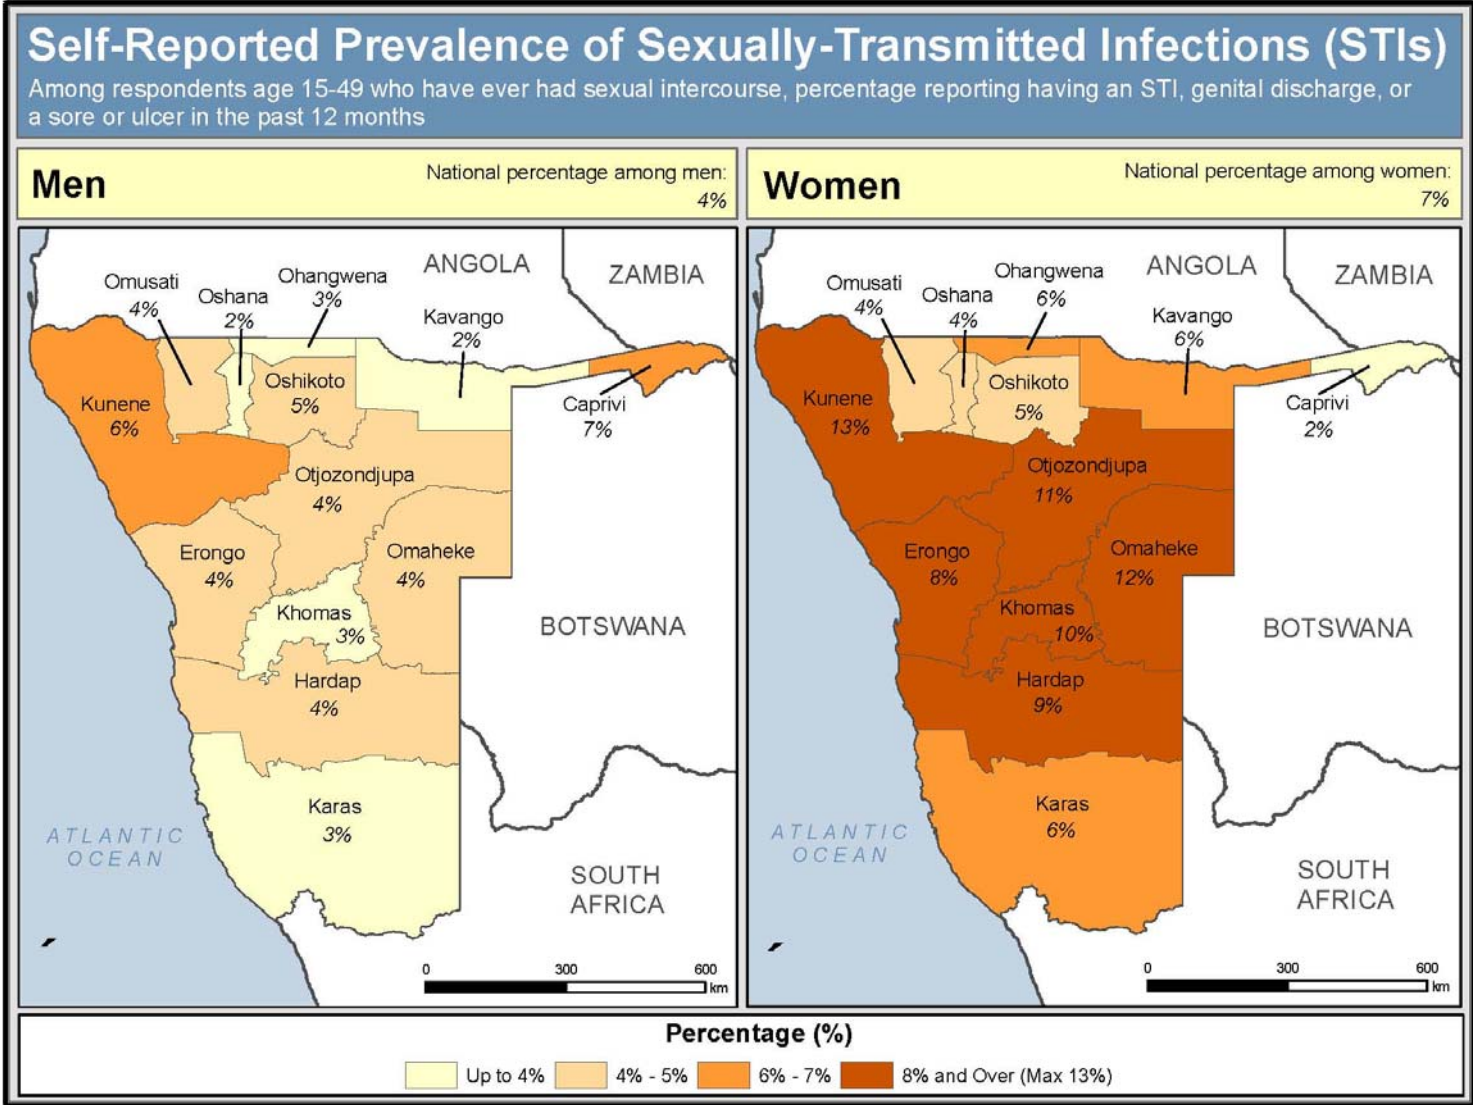 Self-Reported Prevalence of Sexually-Transmitted Infections (STIs)
Among respondents age 15-49 who have ever had sexual intercourse, percentage reporting having an STI, genital discharge, or
a sore or ulcer in the past 12 months
Men
National percentage among men:
4%
ANGOLA
ZAMBIA
Omusati
4%
Oshana
2%
Ohangwena
3%
Kavango
2%
Caprivi
7%
Kunene
6%
Oshikoto
5%
Otjozondjupa
4%
Erongo
4%
Omaheke
4%
Khomas
3%
Hardap
4%
Karas
3%
BOTSWANA
SOUTH
AFRICA
ATLANTIC
OCEAN
0 300 600
km
Women
National percentage among women:
7%
ANGOLA
ZAMBIA
Omusati
4%
Oshana
4%
Ohangwena
6%
Kavango
6%
Caprivi
2%
Kunene
13%
Oshikoto
5%
Otjozondjupa
11%
Erongo
8%
Omaheke
12%
Khomas
10%
Hardap
9%
Karas
6%
BOTSWANA
SOUTH
AFRICA
ATLANTIC
OCEAN
0 300 600
km
Percentage (%)
Up to 4% 4% - 5% 6% - 7% 8% and Over (Max 13%)